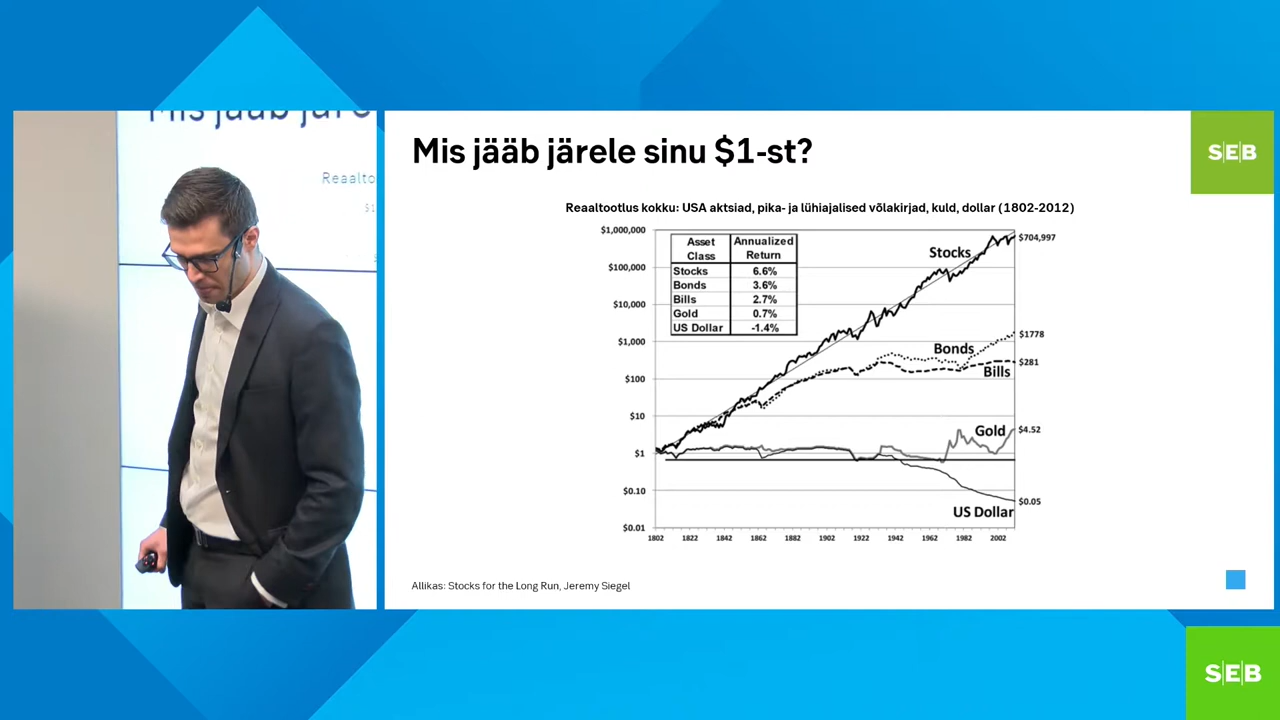 Mis jääb järele sinu $1-st?
SEB
Reaaltootlus kokku: USA aktsiad, pika- ja lühiajalised võlakirjad, kuld, dollar (1802-2012)
Asset Class Annualized Return
Stocks 6.6%
Bonds 3.6%
Bills 2.7%
Gold 0.7%
US Dollar -1.4%
$1,000,000
$100,000
$10,000
$1,000
$100
$10
$1
$0.10
$0.01
Stocks
$704,997
Bonds
$1778
Bills
$281
Gold
$4.52
US Dollar
$0.05
1802 1822 1842 1862 1882 1902 1922 1942 1962 1982 2002
Allikas: Stocks for the Long Run, Jeremy Siegel
SEB